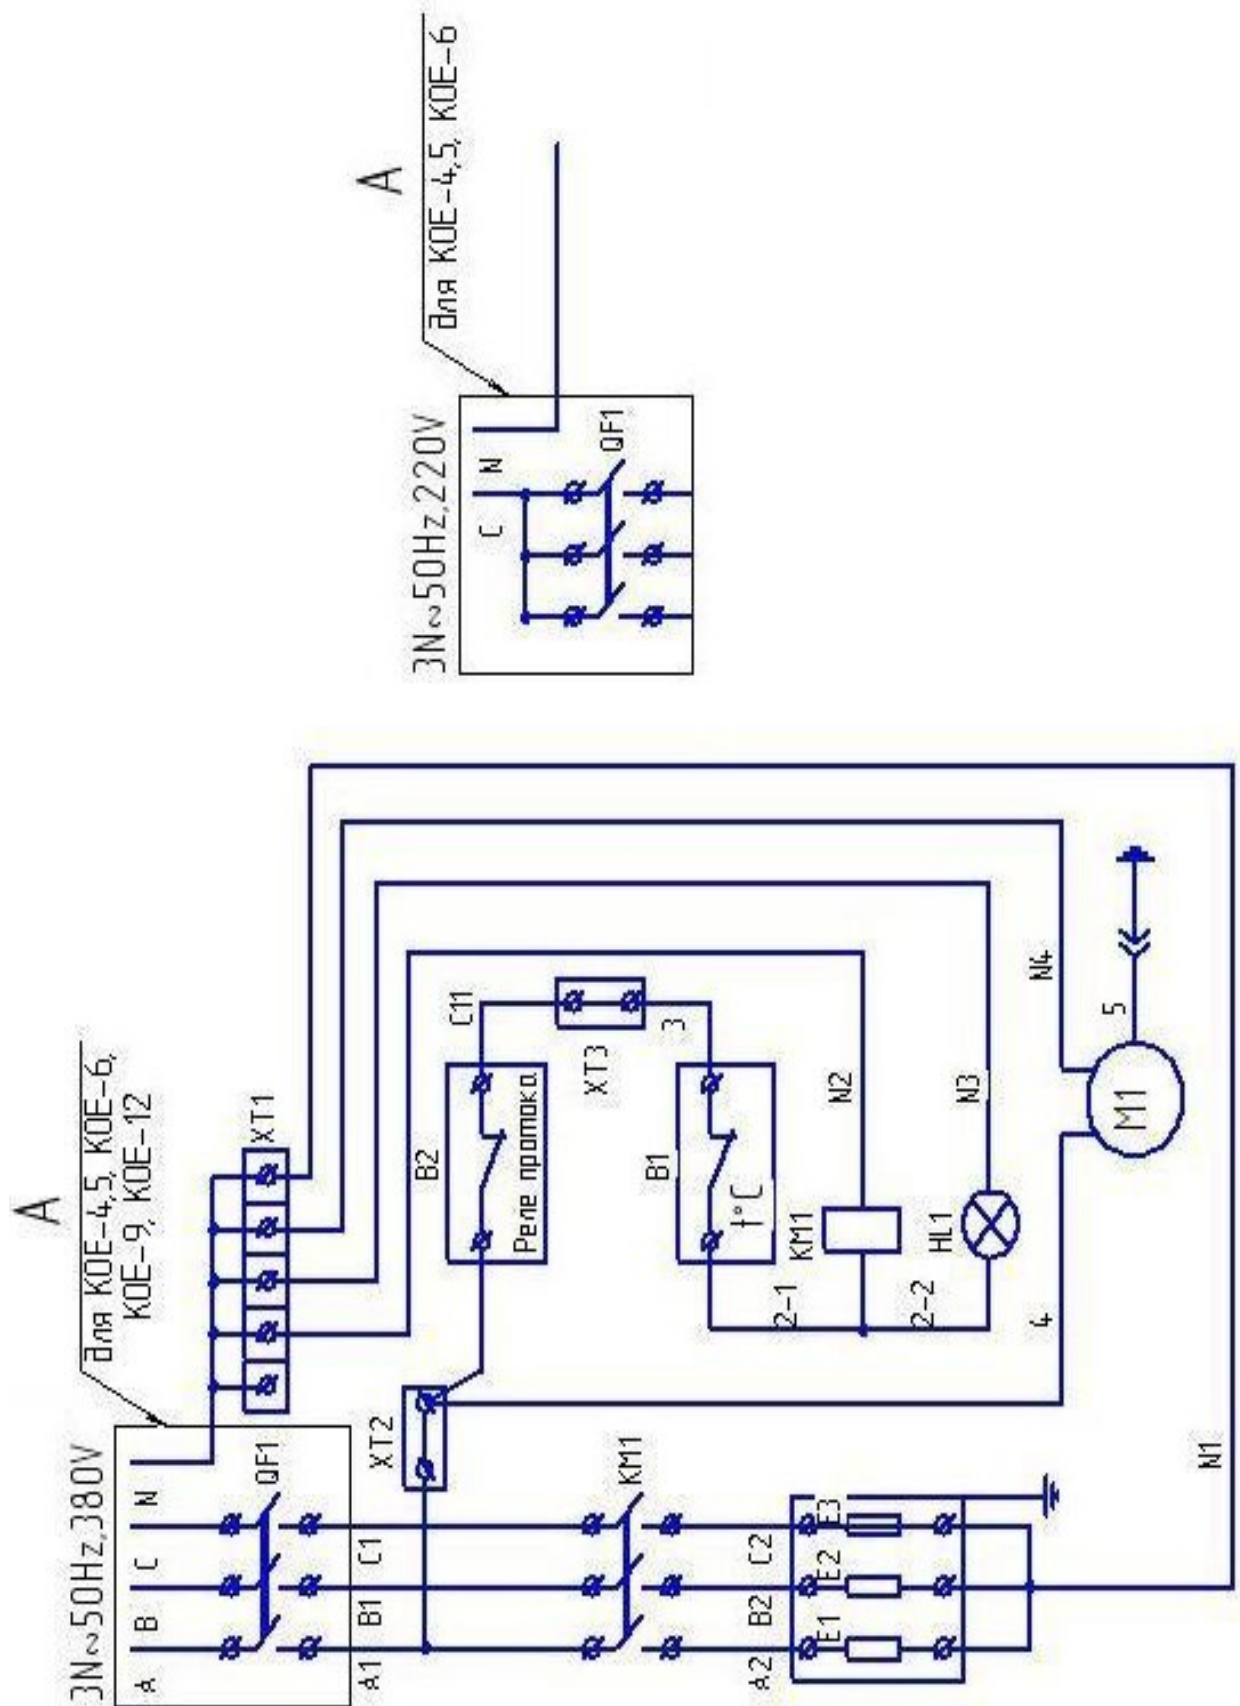 A
для КОЕ-4,5, КОЕ-6,
КОЕ-9, КОЕ-12
3N~50Hz,380V
A
B
C
N
QF1
XT1
A1
B1
C1
XT2
B2
Реле протока
C11
XT3
3
B1
t°C
KM1
KM1
2-1
N2
HL1
2-2
N3
A2
B2
C2
E1
E2
E3
4
N4
M1
5
N1
A
для КОЕ-4,5, КОЕ-6
3N~50Hz,220V
C
N
QF1